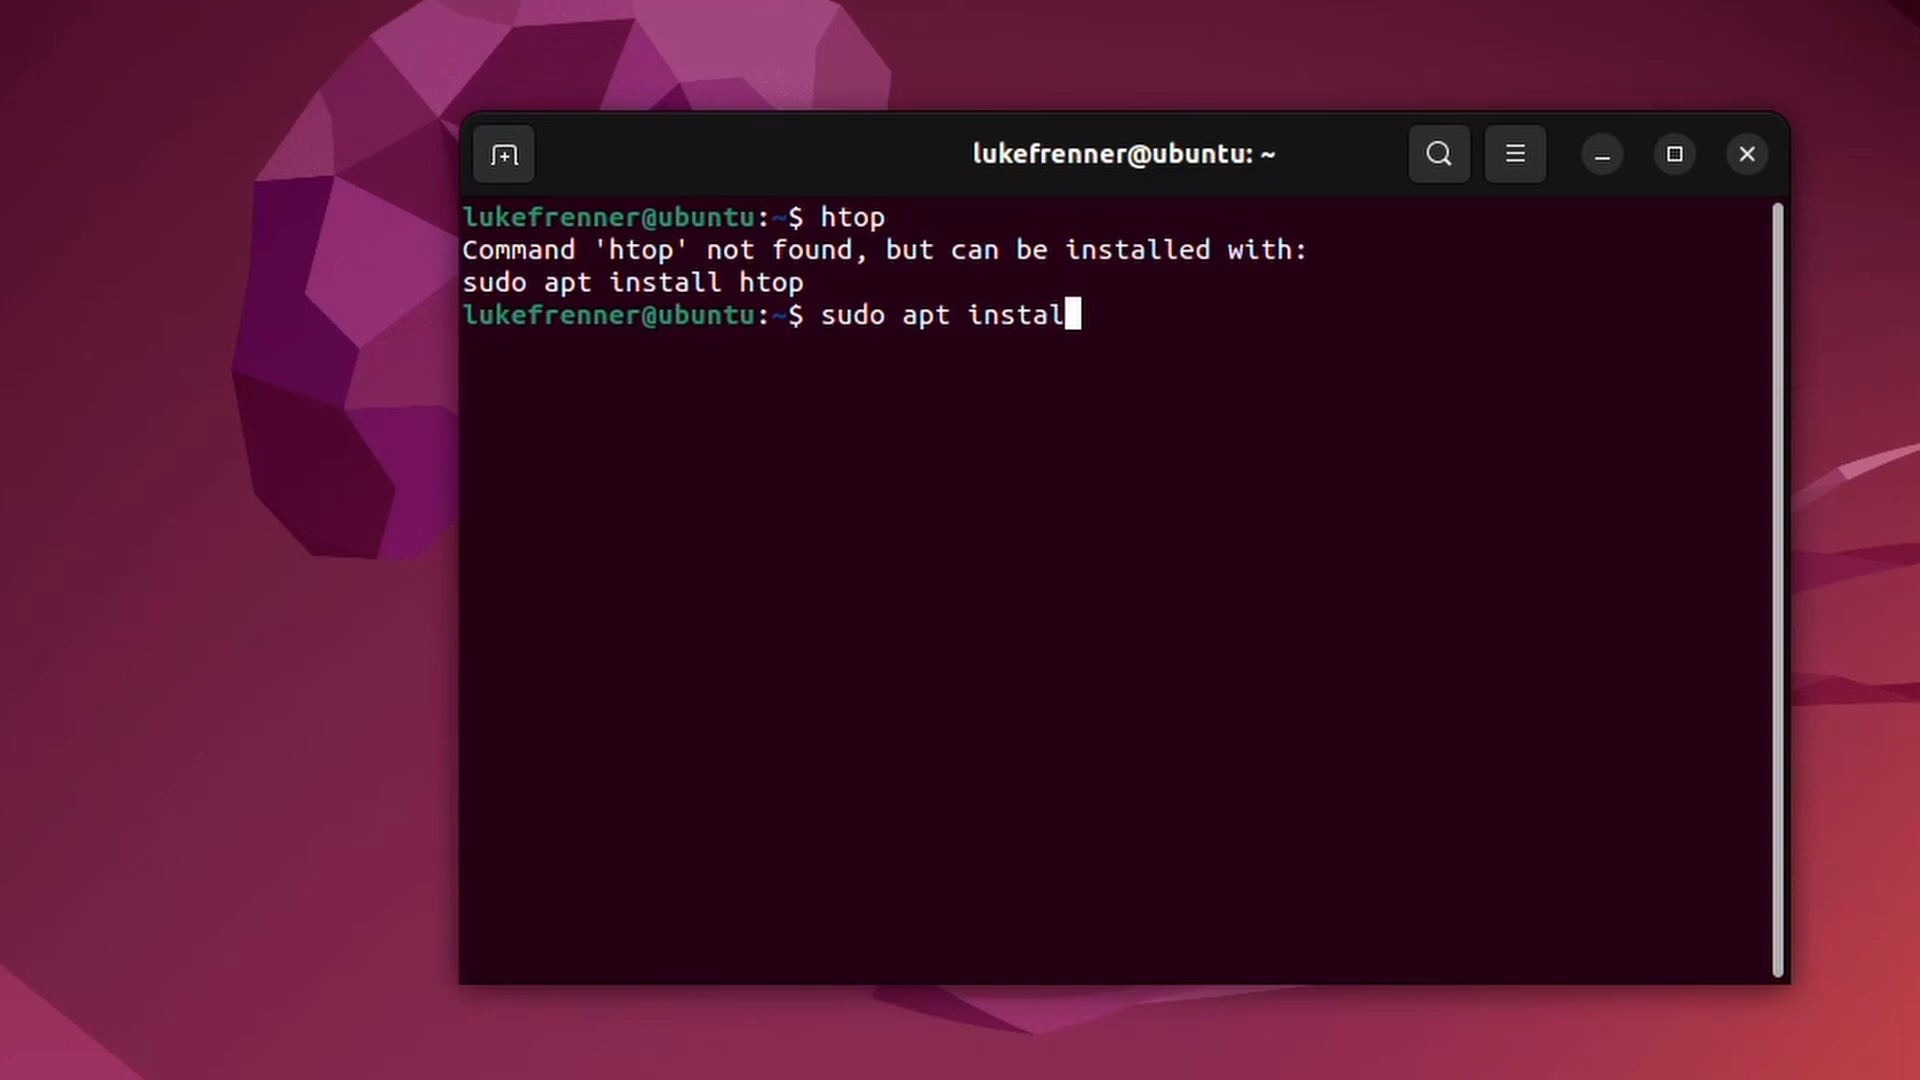 lukefrenner@ubuntu: ~
lukefrenner@ubuntu:~$ htop
Command 'htop' not found, but can be installed with:
sudo apt install htop
lukefrenner@ubuntu:~$ sudo apt instal